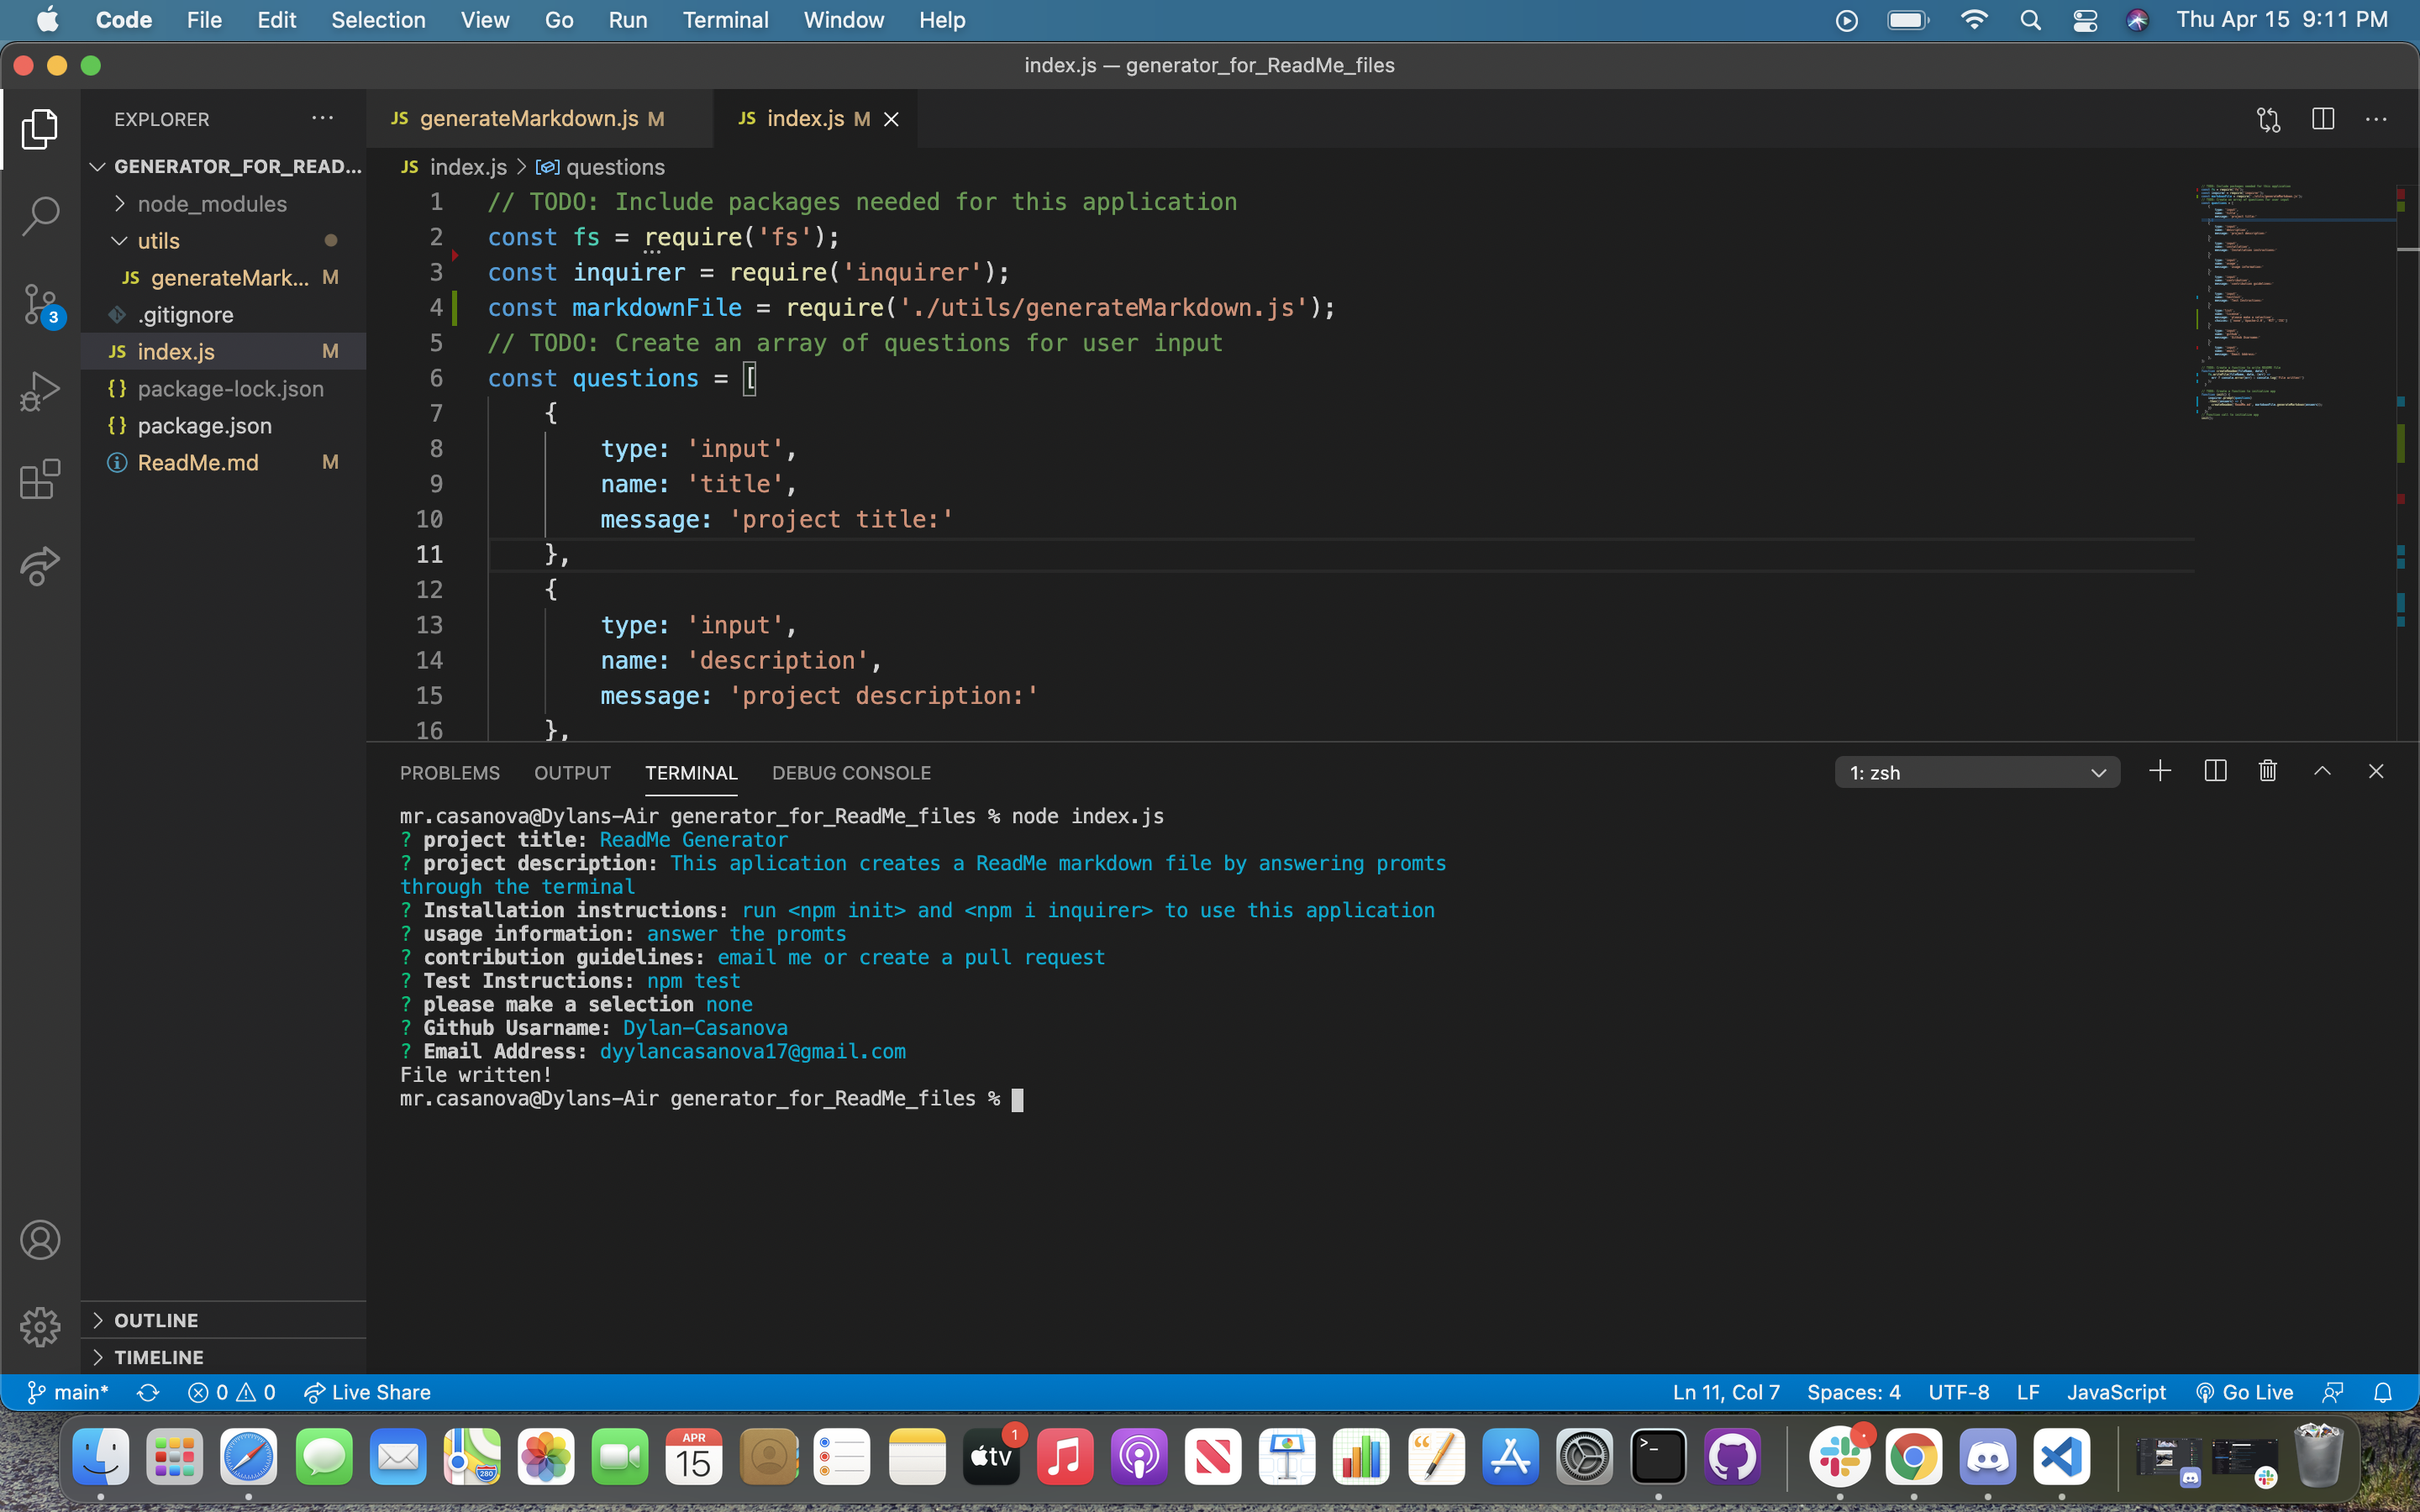 Code File Edit Selection View Go Run Terminal Window Help Thu Apr 15 9:11 PM
index.js — generator_for_ReadMe_files
EXPLORER ···
JS generateMarkdown.js M JS index.js M
GENERATOR_FOR_READ...
JS index.js > questions
node_modules
utils
JS generateMark... M
.gitignore
JS index.js M
{} package-lock.json
{} package.json
ReadMe.md M
3
1 // TODO: Include packages needed for this application
2 const fs = require('fs');
3 const inquirer = require('inquirer');
4 const markdownFile = require('./utils/generateMarkdown.js');
5 // TODO: Create an array of questions for user input
6 const questions = [
7 {
8 type: 'input',
9 name: 'title',
10 message: 'project title:'
11 },
12 {
13 type: 'input',
14 name: 'description',
15 message: 'project description:'
16 },
PROBLEMS OUTPUT TERMINAL DEBUG CONSOLE 1: zsh
mr.casanova@Dylans-Air generator_for_ReadMe_files % node index.js
? project title: ReadMe Generator
? project description: This aplication creates a ReadMe markdown file by answering promts
through the terminal
? Installation instructions: run <npm init> and <npm i inquirer> to use this application
? usage information: answer the promts
? contribution guidelines: email me or create a pull request
? Test Instructions: npm test
? please make a selection none
? Github Usarname: Dylan-Casanova
? Email Address: dyylancasanova17@gmail.com
File written!
mr.casanova@Dylans-Air generator_for_ReadMe_files %
OUTLINE
TIMELINE
main* 0 0 Live Share Ln 11, Col 7 Spaces: 4 UTF-8 LF JavaScript Go Live
280
APR
15
tv
1
>_